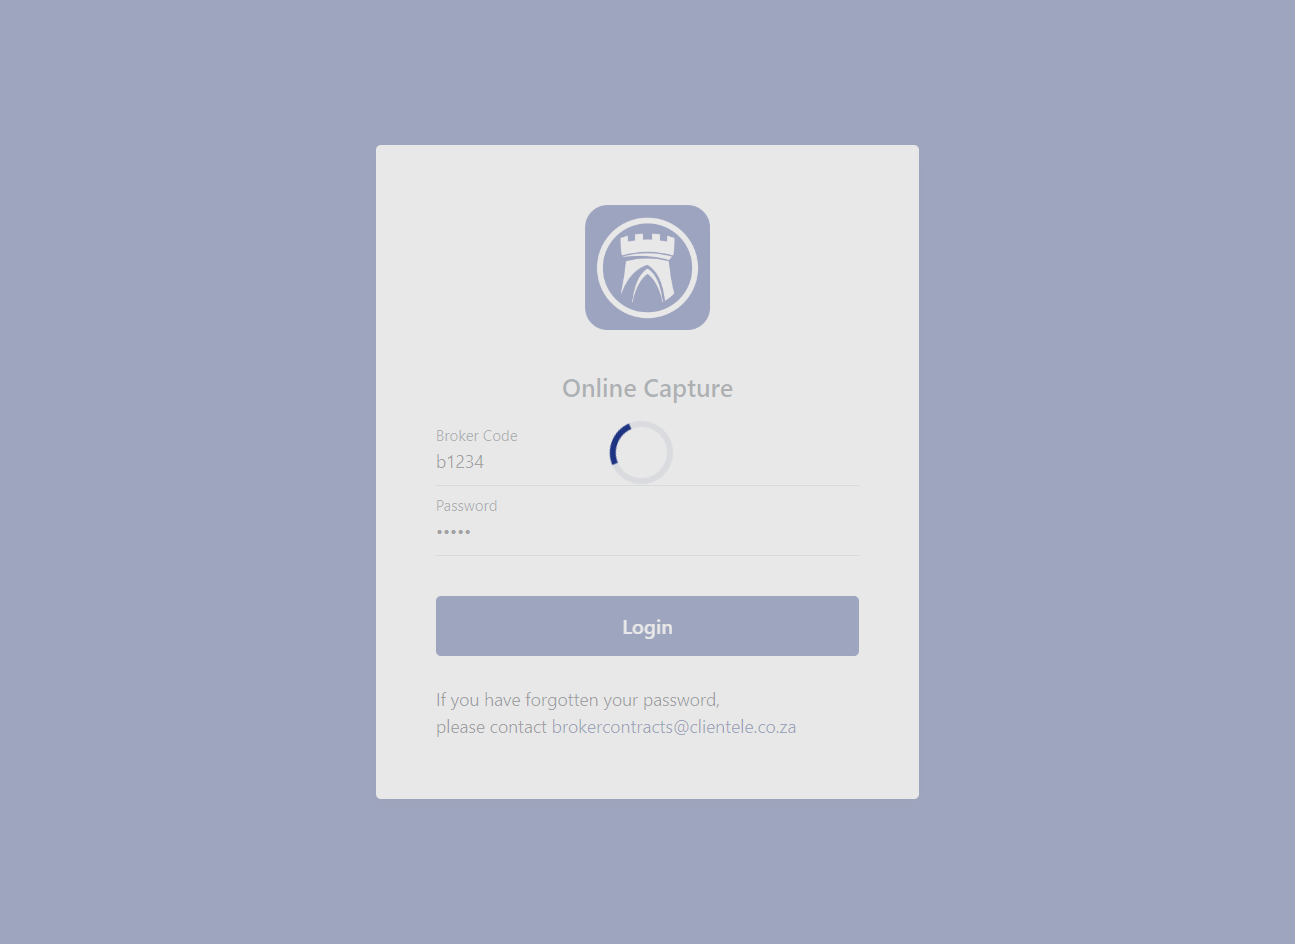 Online Capture
Broker Code
b1234
Password
•••••
Login
If you have forgotten your password,
please contact brokercontracts@clientele.co.za